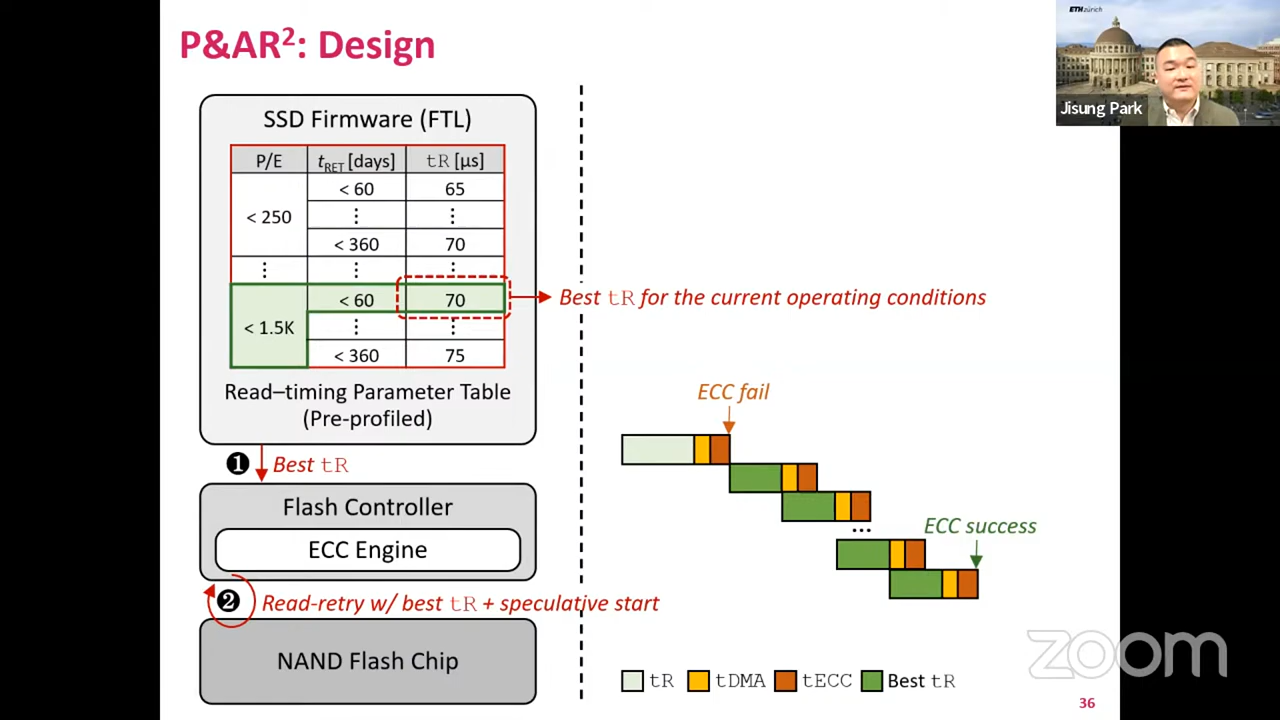 P&AR²: Design
ETH zürich
Jisung Park
SSD Firmware (FTL)
P/E tRET [days] tR [µs]
< 250 < 60 65
⋮ ⋮
< 360 70
⋮ ⋮ ⋮
< 1.5K < 60 70
⋮ ⋮
< 360 75
Read–timing Parameter Table
(Pre-profiled)
Best tR for the current operating conditions
❶ Best tR
Flash Controller
ECC Engine
❷ Read-retry w/ best tR + speculative start
NAND Flash Chip
ECC fail
...
ECC success
tR tDMA tECC Best tR
zoom
36